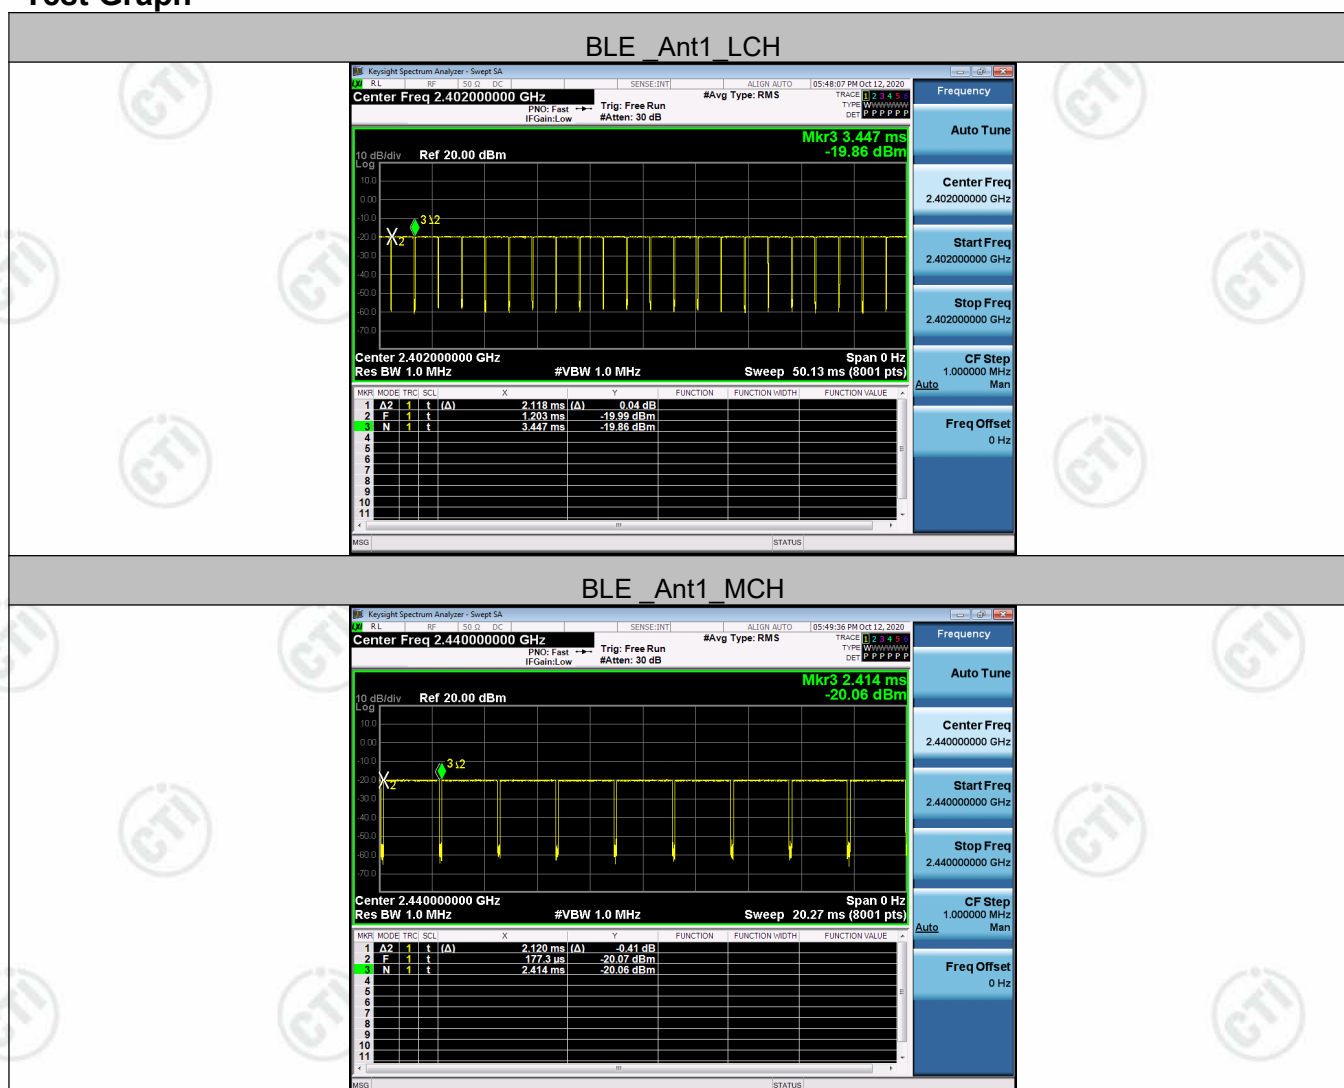 Test Graph
BLE _Ant1_LCH
Keysight Spectrum Analyzer - Swept SA
RL RF 50 Ω DC SENSE:INT ALIGN AUTO 05:48:07 PM Oct 12, 2020
Center Freq 2.402000000 GHz #Avg Type: RMS TRACE 1 2 3 4 5 6
PNO: Fast Trig: Free Run TYPE WWWWWW
IFGain:Low #Atten: 30 dB DET P P P P P P
Frequency
Auto Tune
Mkr3 3.447 ms
-19.86 dBm
10 dB/div Ref 20.00 dBm
Log
10.0
0.00
-10.0
-20.0
-30.0
-40.0
-50.0
-60.0
-70.0
Center 2.402000000 GHz Span 0 Hz
Res BW 1.0 MHz #VBW 1.0 MHz Sweep 50.13 ms (8001 pts)
MKR MODE TRC SCL X Y FUNCTION FUNCTION WIDTH FUNCTION VALUE
1 Δ2 1 t (Δ) 2.118 ms (Δ) 0.04 dB
2 F 1 t 1.203 ms -19.99 dBm
3 N 1 t 3.447 ms -19.86 dBm
4
5
6
7
8
9
10
11
MSG STATUS
Center Freq
2.402000000 GHz
Start Freq
2.402000000 GHz
Stop Freq
2.402000000 GHz
CF Step
1.000000 MHz
Auto Man
Freq Offset
0 Hz
BLE _Ant1_MCH
Keysight Spectrum Analyzer - Swept SA
RL RF 50 Ω DC SENSE:INT ALIGN AUTO 05:49:36 PM Oct 12, 2020
Center Freq 2.440000000 GHz #Avg Type: RMS TRACE 1 2 3 4 5 6
PNO: Fast Trig: Free Run TYPE WWWWWW
IFGain:Low #Atten: 30 dB DET P P P P P P
Frequency
Auto Tune
Mkr3 2.414 ms
-20.06 dBm
10 dB/div Ref 20.00 dBm
Log
10.0
0.00
-10.0
-20.0
-30.0
-40.0
-50.0
-60.0
-70.0
Center 2.440000000 GHz Span 0 Hz
Res BW 1.0 MHz #VBW 1.0 MHz Sweep 20.27 ms (8001 pts)
MKR MODE TRC SCL X Y FUNCTION FUNCTION WIDTH FUNCTION VALUE
1 Δ2 1 t (Δ) 2.120 ms (Δ) -0.41 dB
2 F 1 t 177.3 µs -20.07 dBm
3 N 1 t 2.414 ms -20.06 dBm
4
5
6
7
8
9
10
11
MSG STATUS
Center Freq
2.440000000 GHz
Start Freq
2.440000000 GHz
Stop Freq
2.440000000 GHz
CF Step
1.000000 MHz
Auto Man
Freq Offset
0 Hz
CTI